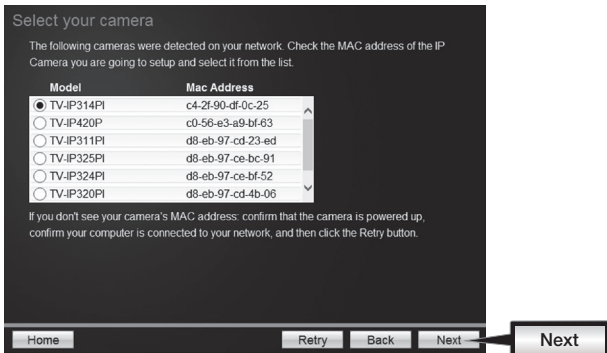 Select your camera
The following cameras were detected on your network. Check the MAC address of the IP
Camera you are going to setup and select it from the list.
Model Mac Address
TV-IP314PI c4-2f-90-df-0c-25
TV-IP420P c0-56-e3-a9-bf-63
TV-IP311PI d8-eb-97-cd-23-ed
TV-IP325PI d8-eb-97-ce-bc-91
TV-IP324PI d8-eb-97-ce-bf-52
TV-IP320PI d8-eb-97-cd-4b-06
If you don't see your camera's MAC address: confirm that the camera is powered up,
confirm your computer is connected to your network, and then click the Retry button.
Home Retry Back Next Next